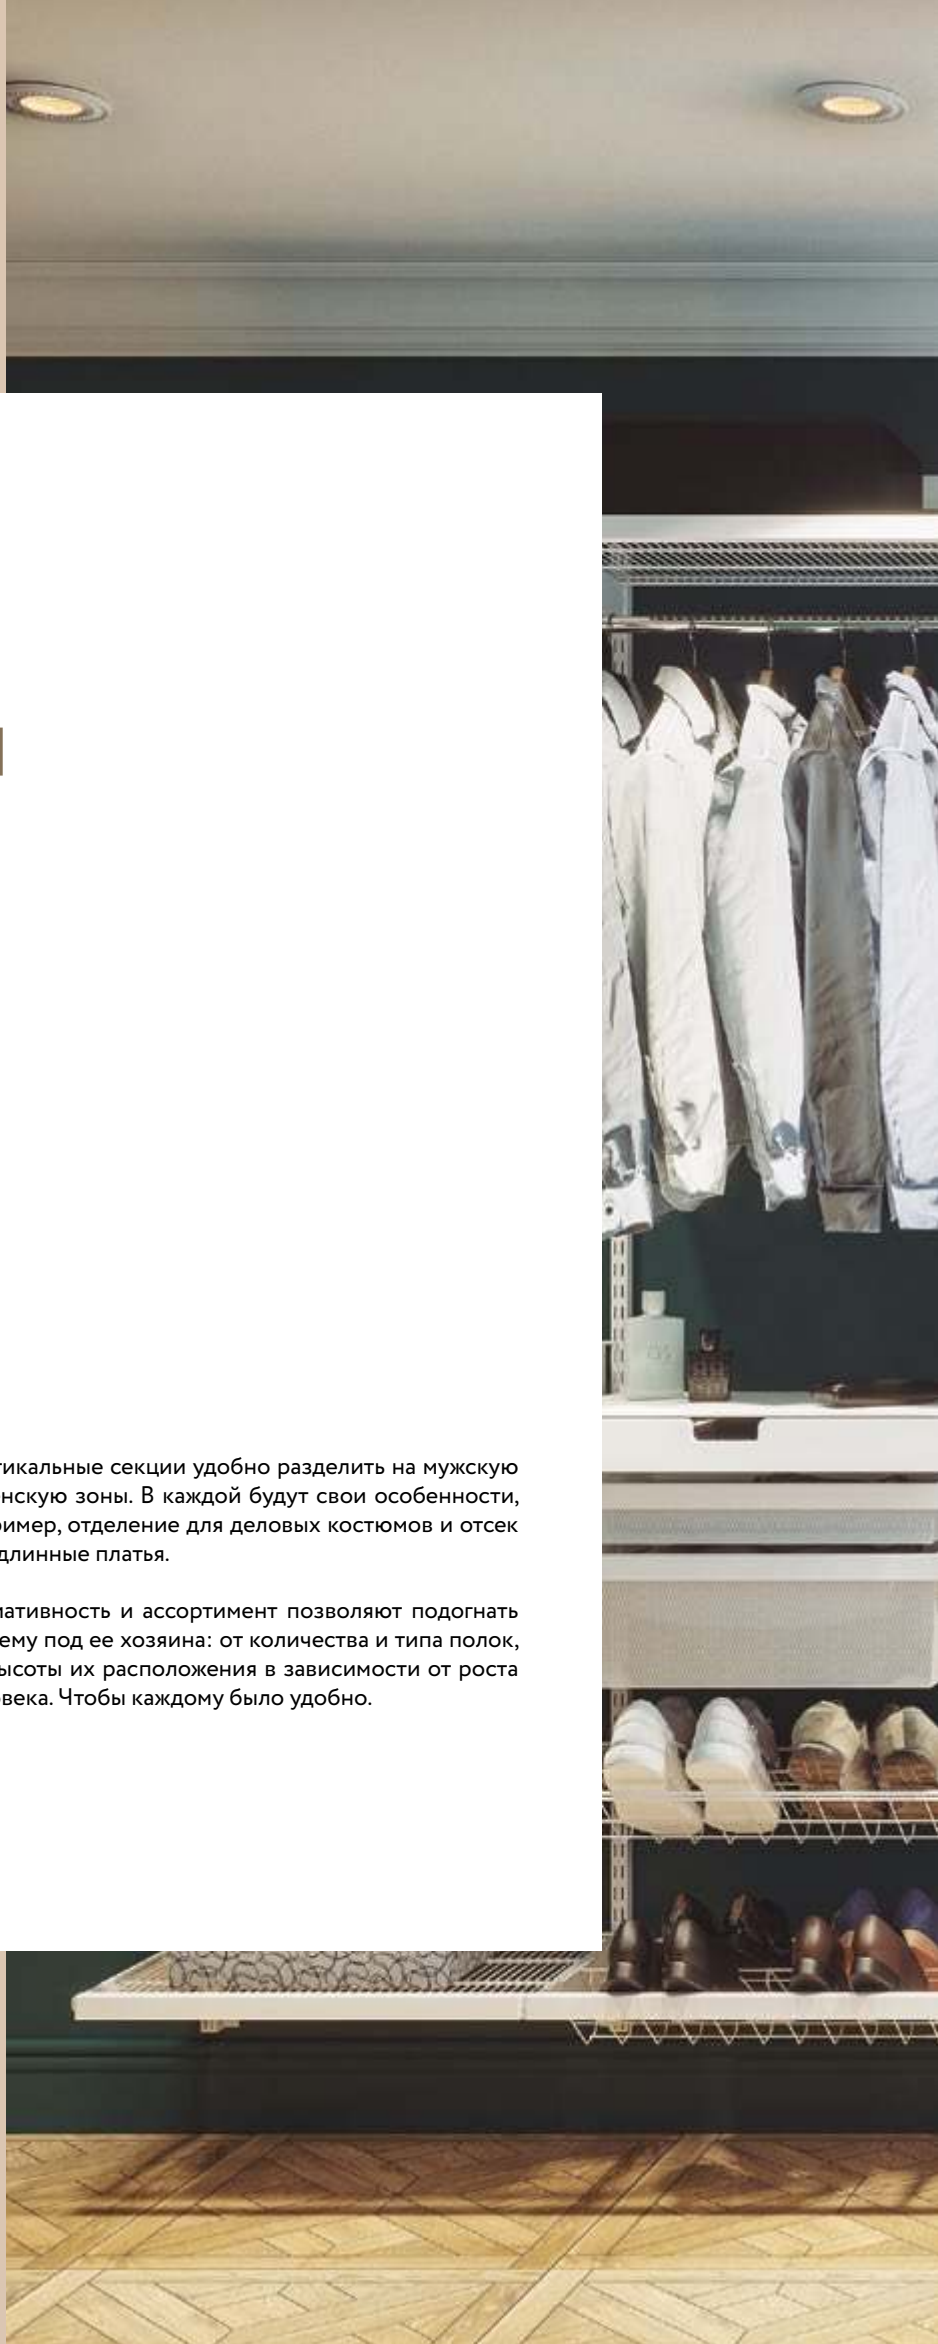 тикальные секции удобно разделить на мужскую
нскую зоны. В каждой будут свои особенности,
ример, отделение для деловых костюмов и отсек
длинные платья.
мативность и ассортимент позволяют подогнать
ему под ее хозяина: от количества и типа полок,
ысоты их расположения в зависимости от роста
века. Чтобы каждому было удобно.